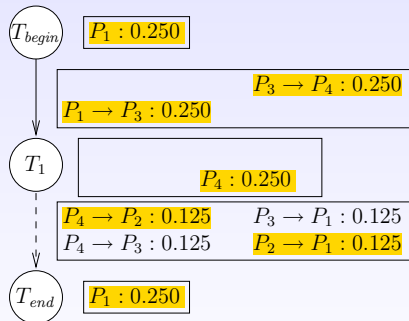 T_begin P_1 : 0.250
P_3 → P_4 : 0.250
P_1 → P_3 : 0.250
T_1
P_4 : 0.250
P_4 → P_2 : 0.125 P_3 → P_1 : 0.125
P_4 → P_3 : 0.125 P_2 → P_1 : 0.125
T_end P_1 : 0.250